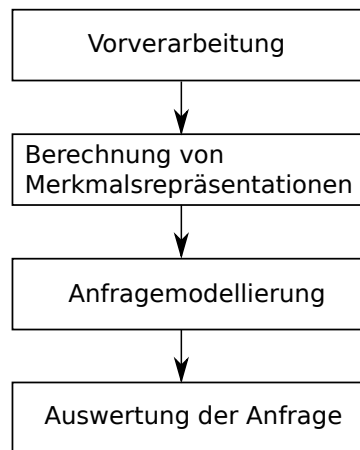 Vorverarbeitung
Berechnung von
Merkmalsrepräsentationen
Anfragemodellierung
Auswertung der Anfrage